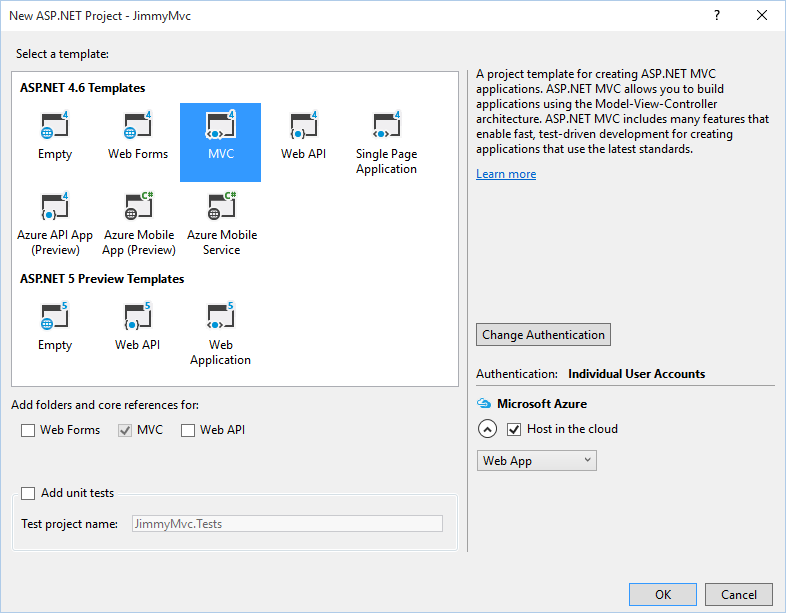 New ASP.NET Project - JimmyMvc
?
Select a template:
ASP.NET 4.6 Templates
4 4 4 4 4
Empty Web Forms MVC Web API Single Page
Application
4 C# C#
Azure API App Azure Mobile Azure Mobile
(Preview) App (Preview) Service
ASP.NET 5 Preview Templates
5 5 5
Empty Web API Web
Application
A project template for creating ASP.NET MVC
applications. ASP.NET MVC allows you to build
applications using the Model-View-Controller
architecture. ASP.NET MVC includes many features that
enable fast, test-driven development for creating
applications that use the latest standards.
Learn more
Change Authentication
Authentication: Individual User Accounts
Microsoft Azure
Host in the cloud
Web App
Add folders and core references for:
Web Forms MVC Web API
Add unit tests
Test project name: JimmyMvc.Tests
OK Cancel